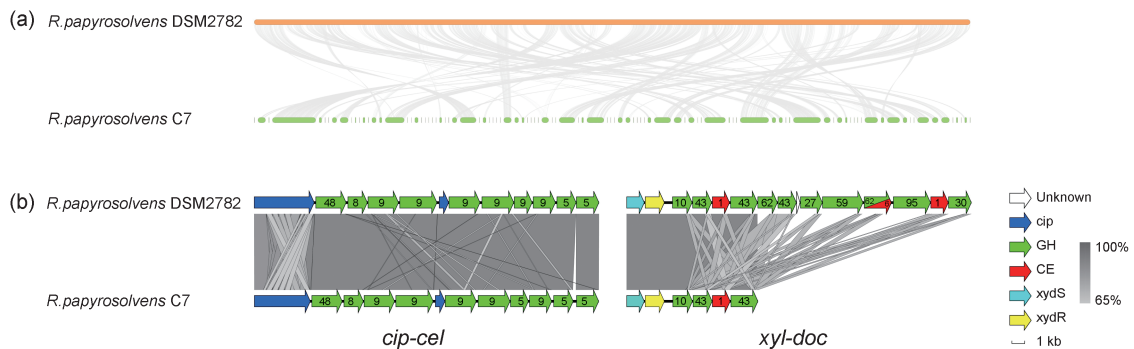 (a) R.papyrosolvens DSM2782
R.papyrosolvens C7
(b) R.papyrosolvens DSM2782
48 8 9 9 9 9 9 9 5 5
10 43 1 43 62 43 27 59 62 6 95 1 30
R.papyrosolvens C7
48 8 9 9 9 9 5 9 5 5
10 43 1 43
cip-cel
xyl-doc
Unknown
cip
GH
CE
xydS
xydR
1 kb
100%
65%